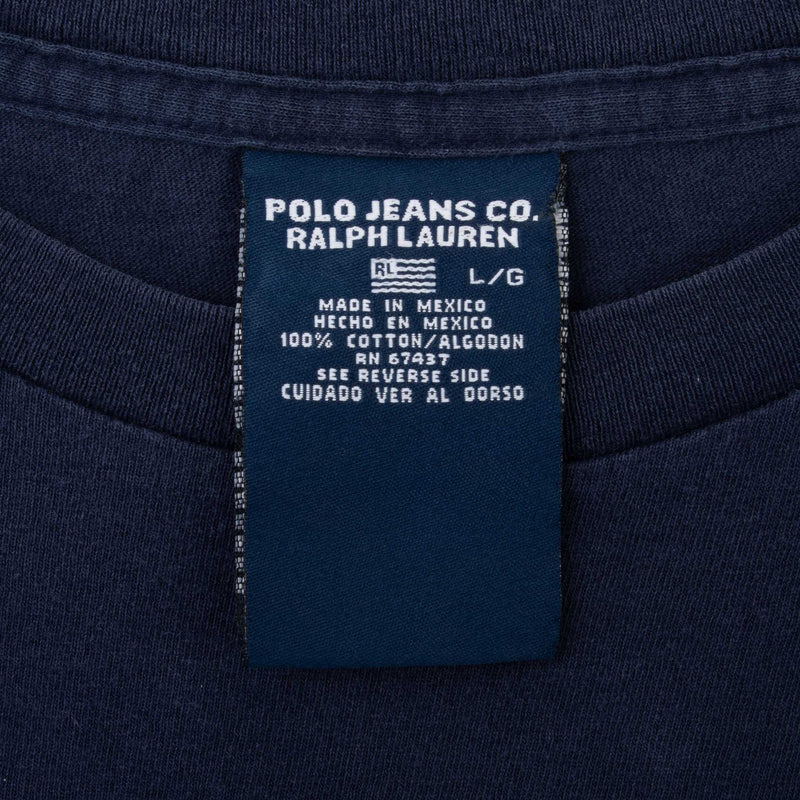 POLO JEANS CO.
RALPH LAUREN
RL L/G
MADE IN MEXICO
HECHO EN MEXICO
100% COTTON/ALGODON
RN 67437
SEE REVERSE SIDE
CUIDADO VER AL DORSO